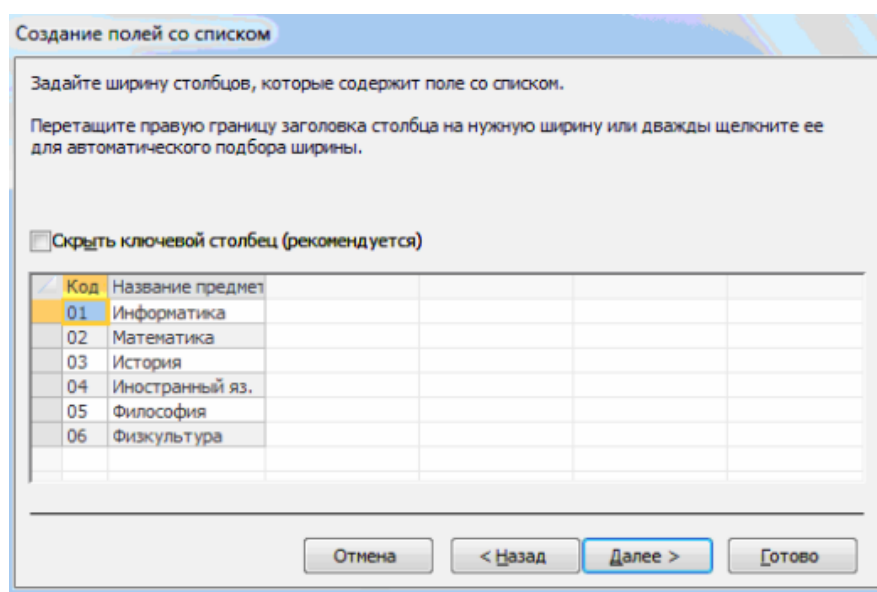 Создание полей со списком
Задайте ширину столбцов, которые содержит поле со списком.
Перетащите правую границу заголовка столбца на нужную ширину или дважды щелкните ее
для автоматического подбора ширины.
Скрыть ключевой столбец (рекомендуется)
Код Название предмет
01 Информатика
02 Математика
03 История
04 Иностранный яз.
05 Философия
06 Физкультура
Отмена < Назад Далее > Готово